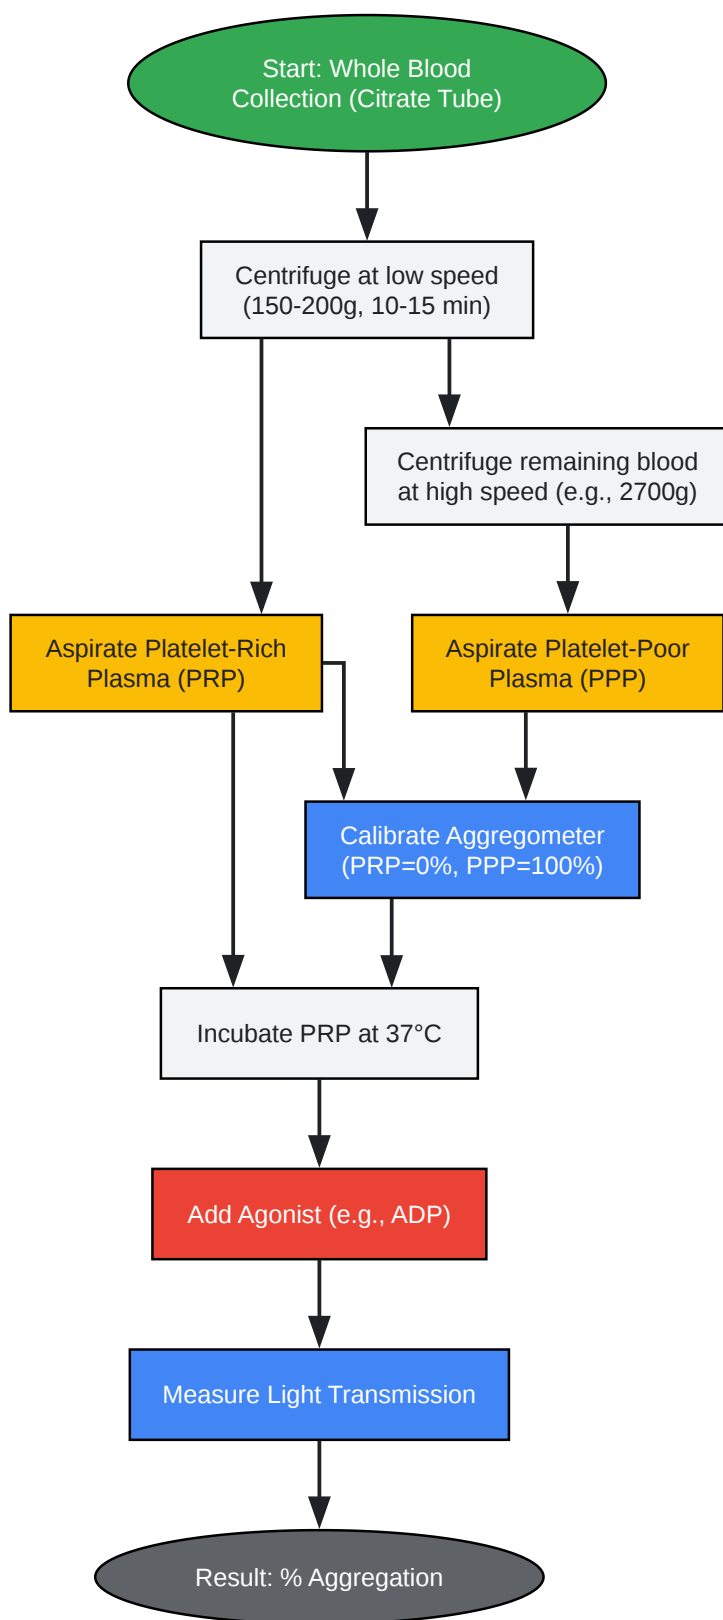 Start: Whole Blood
Collection (Citrate Tube)
Centrifuge at low speed
(150-200g, 10-15 min)
Centrifuge remaining blood
at high speed (e.g., 2700g)
Aspirate Platelet-Rich
Plasma (PRP)
Aspirate Platelet-Poor
Plasma (PPP)
Calibrate Aggregometer
(PRP=0%, PPP=100%)
Incubate PRP at 37°C
Add Agonist (e.g., ADP)
Measure Light Transmission
Result: % Aggregation